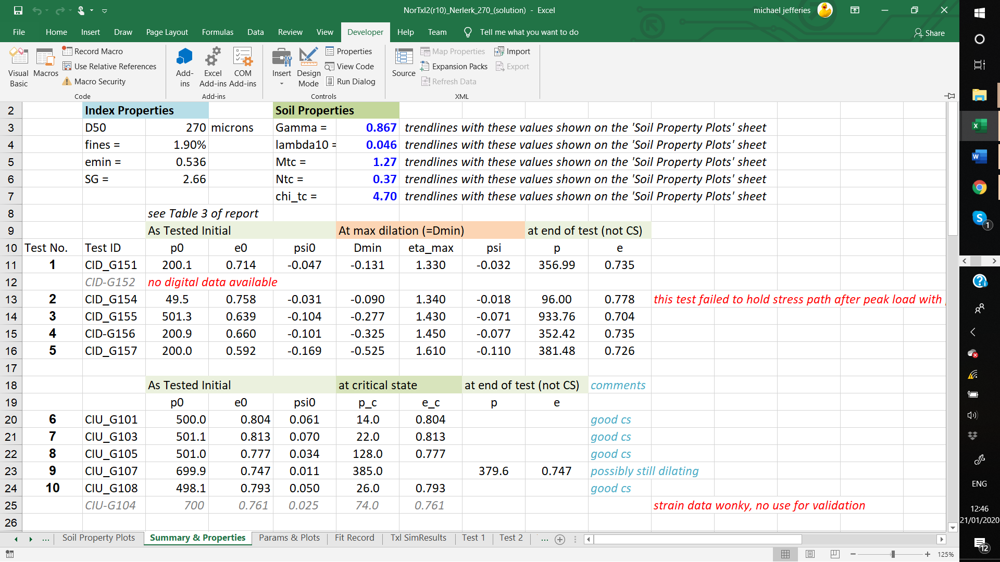 NorTxl2(r10)_Nerlerk_270_(solution) - Excel
michael jefferies
File Home Insert Draw Page Layout Formulas Data Review View Developer Help Team Tell me what you want to do Share
Visual Basic
Macros
Record Macro
Use Relative References
Macro Security
Code
Add-ins
Excel Add-ins
COM Add-ins
Add-ins
Insert
Design Mode
Properties
View Code
Run Dialog
Controls
Source
Map Properties
Expansion Packs
Refresh Data
Import
Export
XML
2 Index Properties Soil Properties
3 D50 270 microns Gamma = 0.867 trendlines with these values shown on the 'Soil Property Plots' sheet
4 fines = 1.90% lambda10 = 0.046 trendlines with these values shown on the 'Soil Property Plots' sheet
5 emin = 0.536 Mtc = 1.27 trendlines with these values shown on the 'Soil Property Plots' sheet
6 SG = 2.66 Ntc = 0.37 trendlines with these values shown on the 'Soil Property Plots' sheet
7 chi_tc = 4.70 trendlines with these values shown on the 'Soil Property Plots' sheet
8 see Table 3 of report
9 As Tested Initial At max dilation (=Dmin) at end of test (not CS)
10 Test No. Test ID p0 e0 psi0 Dmin eta_max psi p e
11 1 CID_G151 200.1 0.714 -0.047 -0.131 1.330 -0.032 356.99 0.735
12 CID-G152 no digital data available
13 2 CID_G154 49.5 0.758 -0.031 -0.090 1.340 -0.018 96.00 0.778 this test failed to hold stress path after peak load with
14 3 CID_G155 501.3 0.639 -0.104 -0.277 1.430 -0.071 933.76 0.704
15 4 CID-G156 200.9 0.660 -0.101 -0.325 1.450 -0.077 352.42 0.735
16 5 CID_G157 200.0 0.592 -0.169 -0.525 1.610 -0.110 381.48 0.726
17
18 As Tested Initial at critical state at end of test (not CS) comments
19 p0 e0 psi0 p_c e_c p e
20 6 CIU_G101 500.0 0.804 0.061 14.0 0.804 good cs
21 7 CIU_G103 501.1 0.813 0.070 22.0 0.813 good cs
22 8 CIU_G105 501.0 0.777 0.034 128.0 0.777 good cs
23 9 CIU_G107 699.9 0.747 0.011 385.0 379.6 0.747 possibly still dilating
24 10 CIU_G108 498.1 0.793 0.050 26.0 0.793 good cs
25 CIU-G104 700 0.761 0.025 74.0 0.761 strain data wonky, no use for validation
26
... Soil Property Plots Summary & Properties Params & Plots Fit Record Txl SimResults Test 1 Test 2 ...
125%
1
ENG
12:46
21/01/2020
12